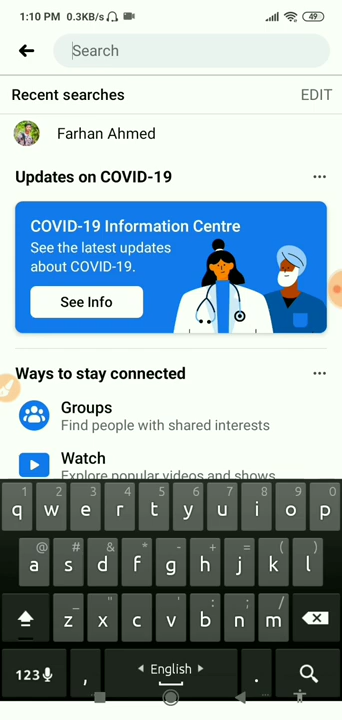 1:10 PM 0.3KB/s 49
Search
Recent searches EDIT
Farhan Ahmed
Updates on COVID-19
COVID-19 Information Centre
See the latest updates
about COVID-19.
See Info
Ways to stay connected
Groups
Find people with shared interests
Watch
Explore popular videos and shows
1 2 3 4 5 6 7 8 9 0
q w e r t y u i o p
@ # & * - + = ( )
a s d f g h j k l
_ " ' : ; /
z x c v b n m
123 , English .